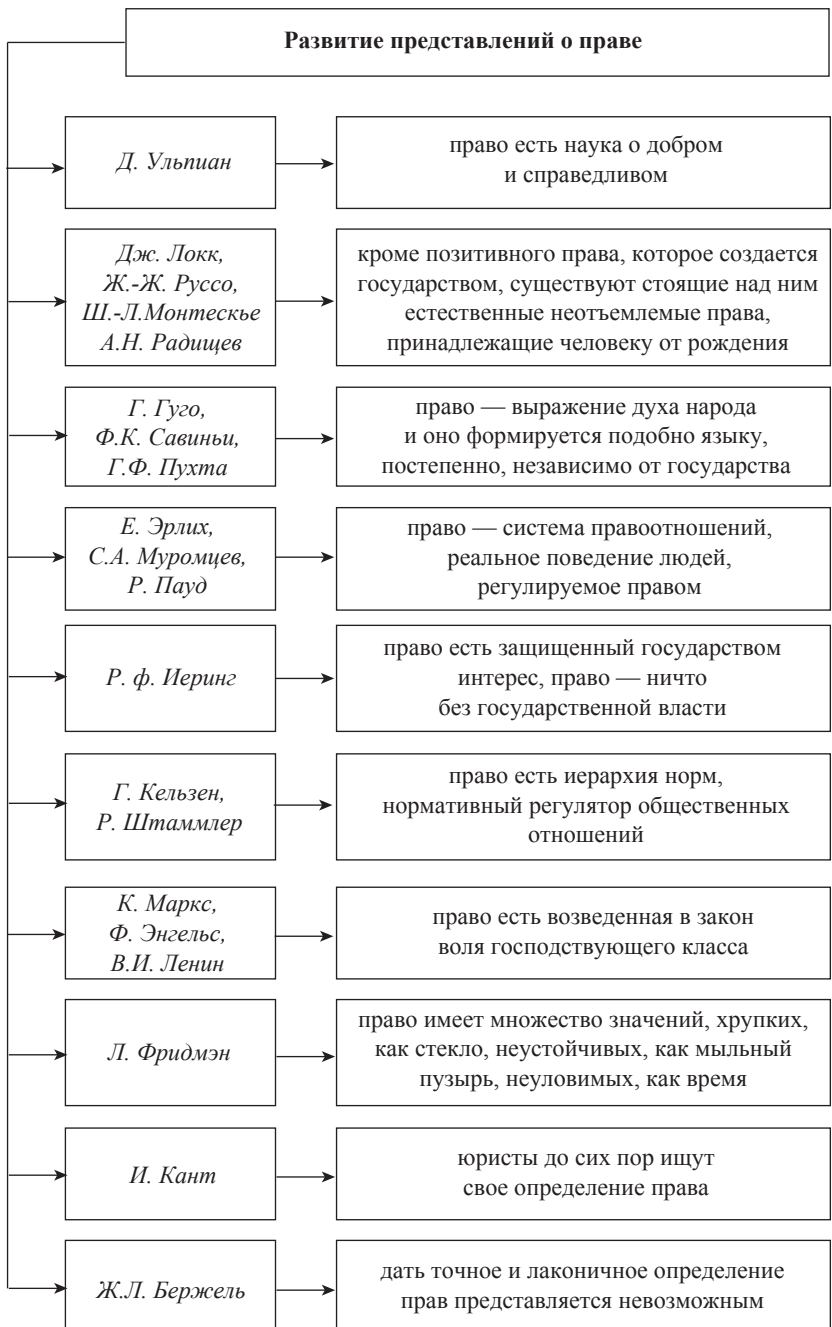 Развитие представлений о праве
Д. Ульпиан
право есть наука о добром
и справедливом
Дж. Локк,
Ж.-Ж. Руссо,
Ш.-Л.Монтескье
А.Н. Радищев
кроме позитивного права, которое создается
государством, существуют стоящие над ним
естественные неотъемлемые права,
принадлежащие человеку от рождения
Г. Гуго,
Ф.К. Савиньи,
Г.Ф. Пухта
право — выражение духа народа
и оно формируется подобно языку,
постепенно, независимо от государства
Е. Эрлих,
С.А. Муромцев,
Р. Пауд
право — система правоотношений,
реальное поведение людей,
регулируемое правом
Р. ф. Иеринг
право есть защищенный государством
интерес, право — ничто
без государственной власти
Г. Кельзен,
Р. Штаммлер
право есть иерархия норм,
нормативный регулятор общественных
отношений
К. Маркс,
Ф. Энгельс,
В.И. Ленин
право есть возведенная в закон
воля господствующего класса
Л. Фридмэн
право имеет множество значений, хрупких,
как стекло, неустойчивых, как мыльный
пузырь, неуловимых, как время
И. Кант
юристы до сих пор ищут
свое определение права
Ж.Л. Бержель
дать точное и лаконичное определение
прав представляется невозможным